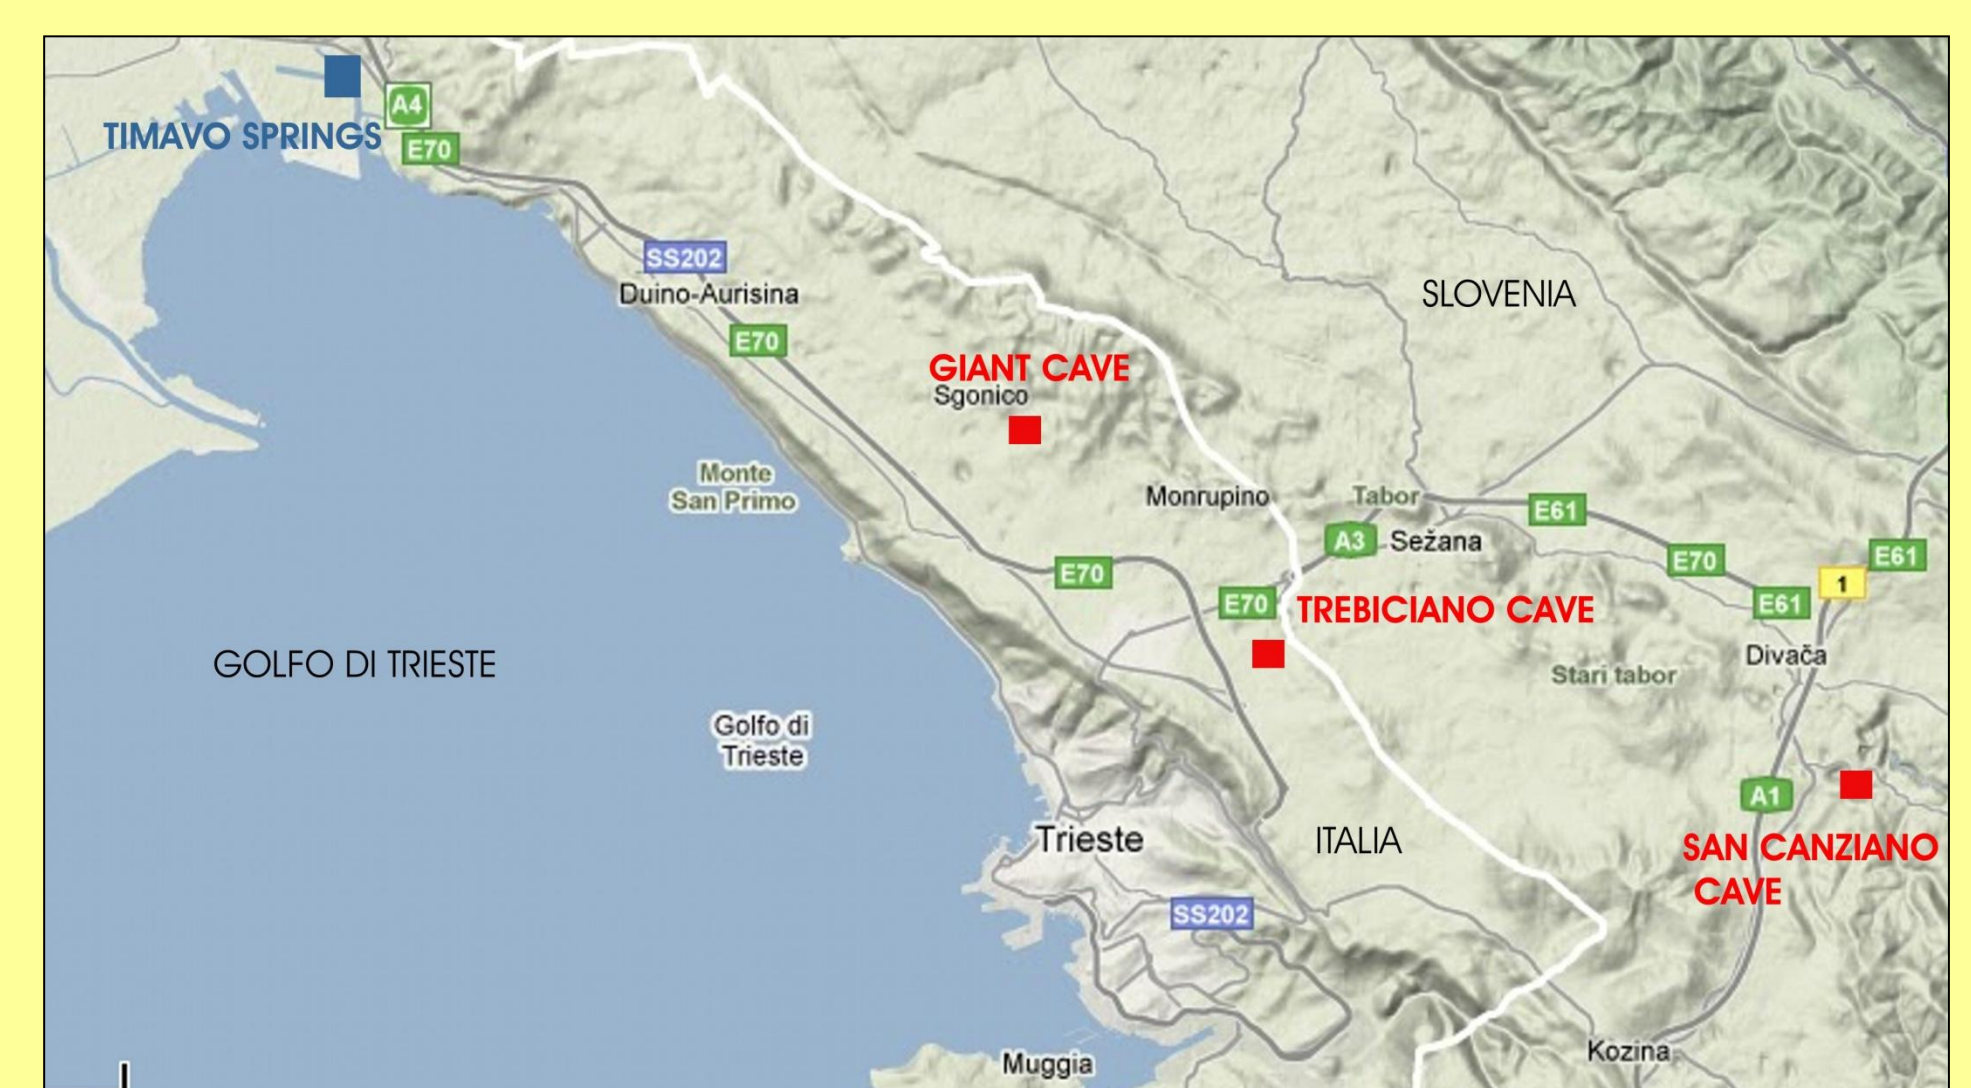 A4
TIMAVO SPRINGS
E70
SS202
Duino-Aurisina
SLOVENIA
E70
GIANT CAVE
Sgonico
Monte
San Primo
Monrupino
Tabor
E61
A3
Sežana
E70
E61
E70
1
E70
TREBICIANO CAVE
E61
GOLFO DI TRIESTE
Divača
Stari tabor
Golfo di
Trieste
A1
Trieste
ITALIA
SAN CANZIANO
CAVE
SS202
Kozina
Muggia